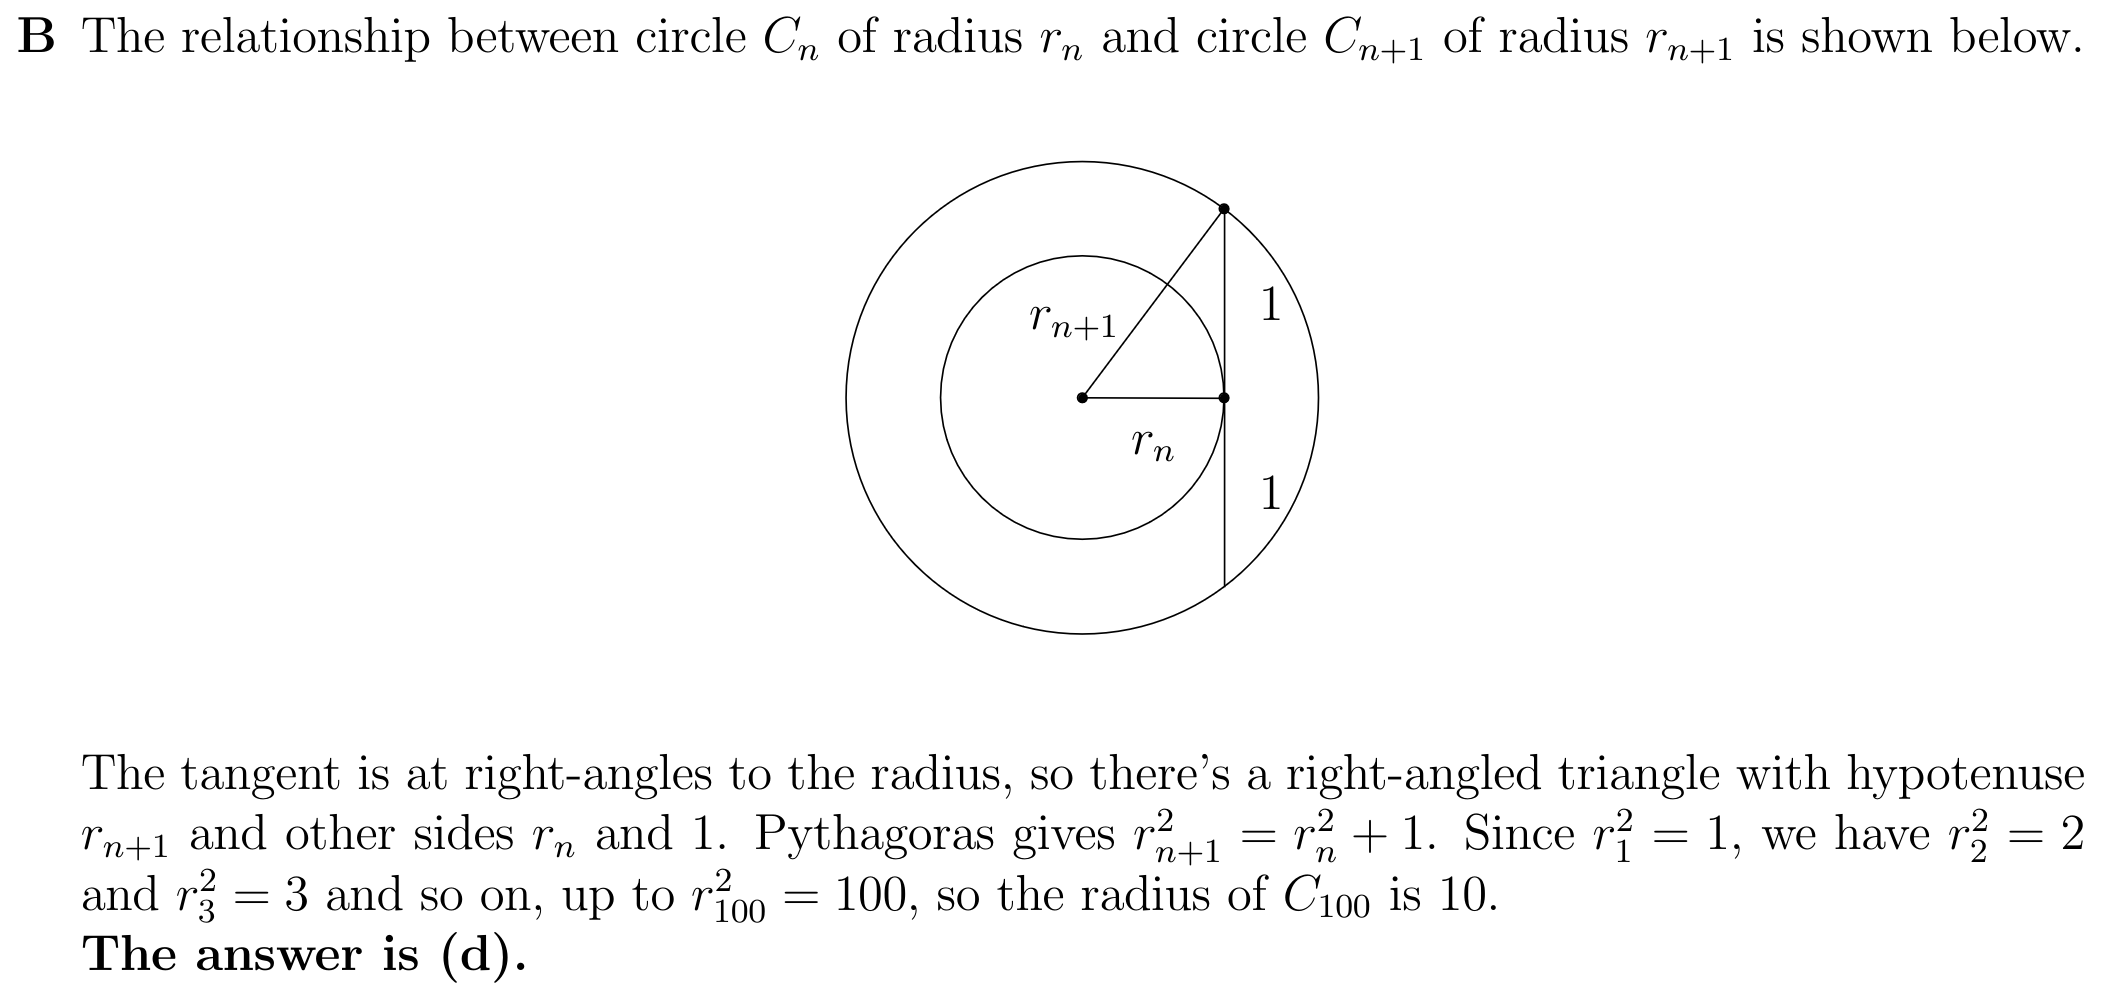 B The relationship between circle $C_n$ of radius $r_n$ and circle $C_{n+1}$ of radius $r_{n+1}$ is shown below.
1
$r_{n+1}$
$r_n$
1
The tangent is at right-angles to the radius, so there's a right-angled triangle with hypotenuse
$r_{n+1}$ and other sides $r_n$ and 1. Pythagoras gives $r_{n+1}^2 = r_n^2 + 1$. Since $r_1^2 = 1$, we have $r_2^2 = 2$
and $r_3^2 = 3$ and so on, up to $r_{100}^2 = 100$, so the radius of $C_{100}$ is 10.
The answer is (d).